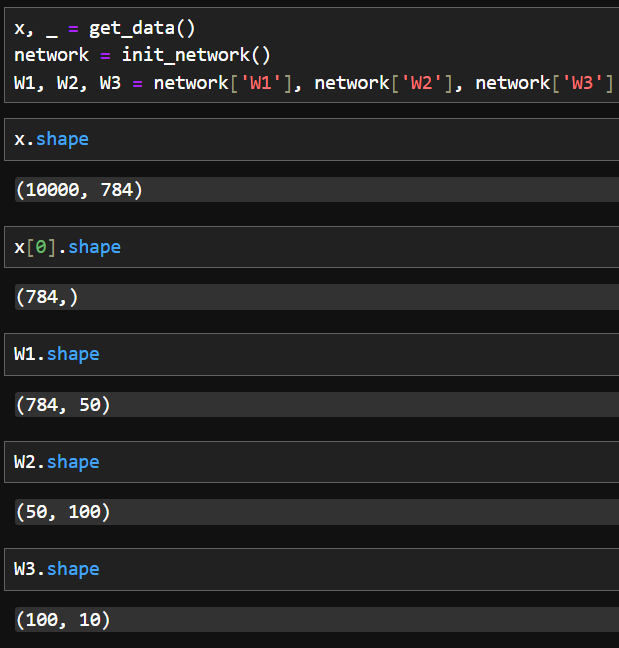 x, _ = get_data()
network = init_network()
W1, W2, W3 = network['W1'], network['W2'], network['W3']
x.shape
(10000, 784)
x[0].shape
(784,)
W1.shape
(784, 50)
W2.shape
(50, 100)
W3.shape
(100, 10)